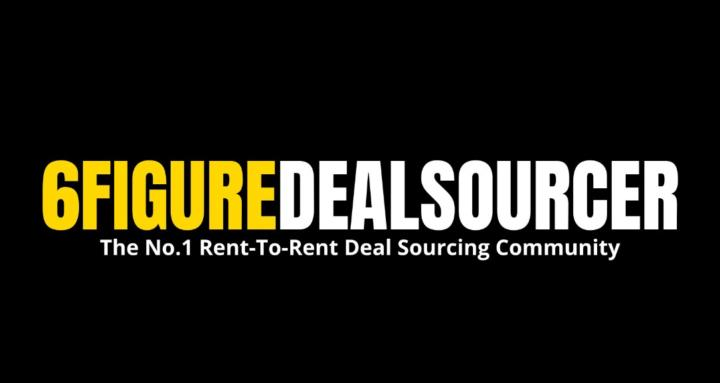 6FIGUREDEALSOURCER
The No.1 Rent-To-Rent Deal Sourcing Community